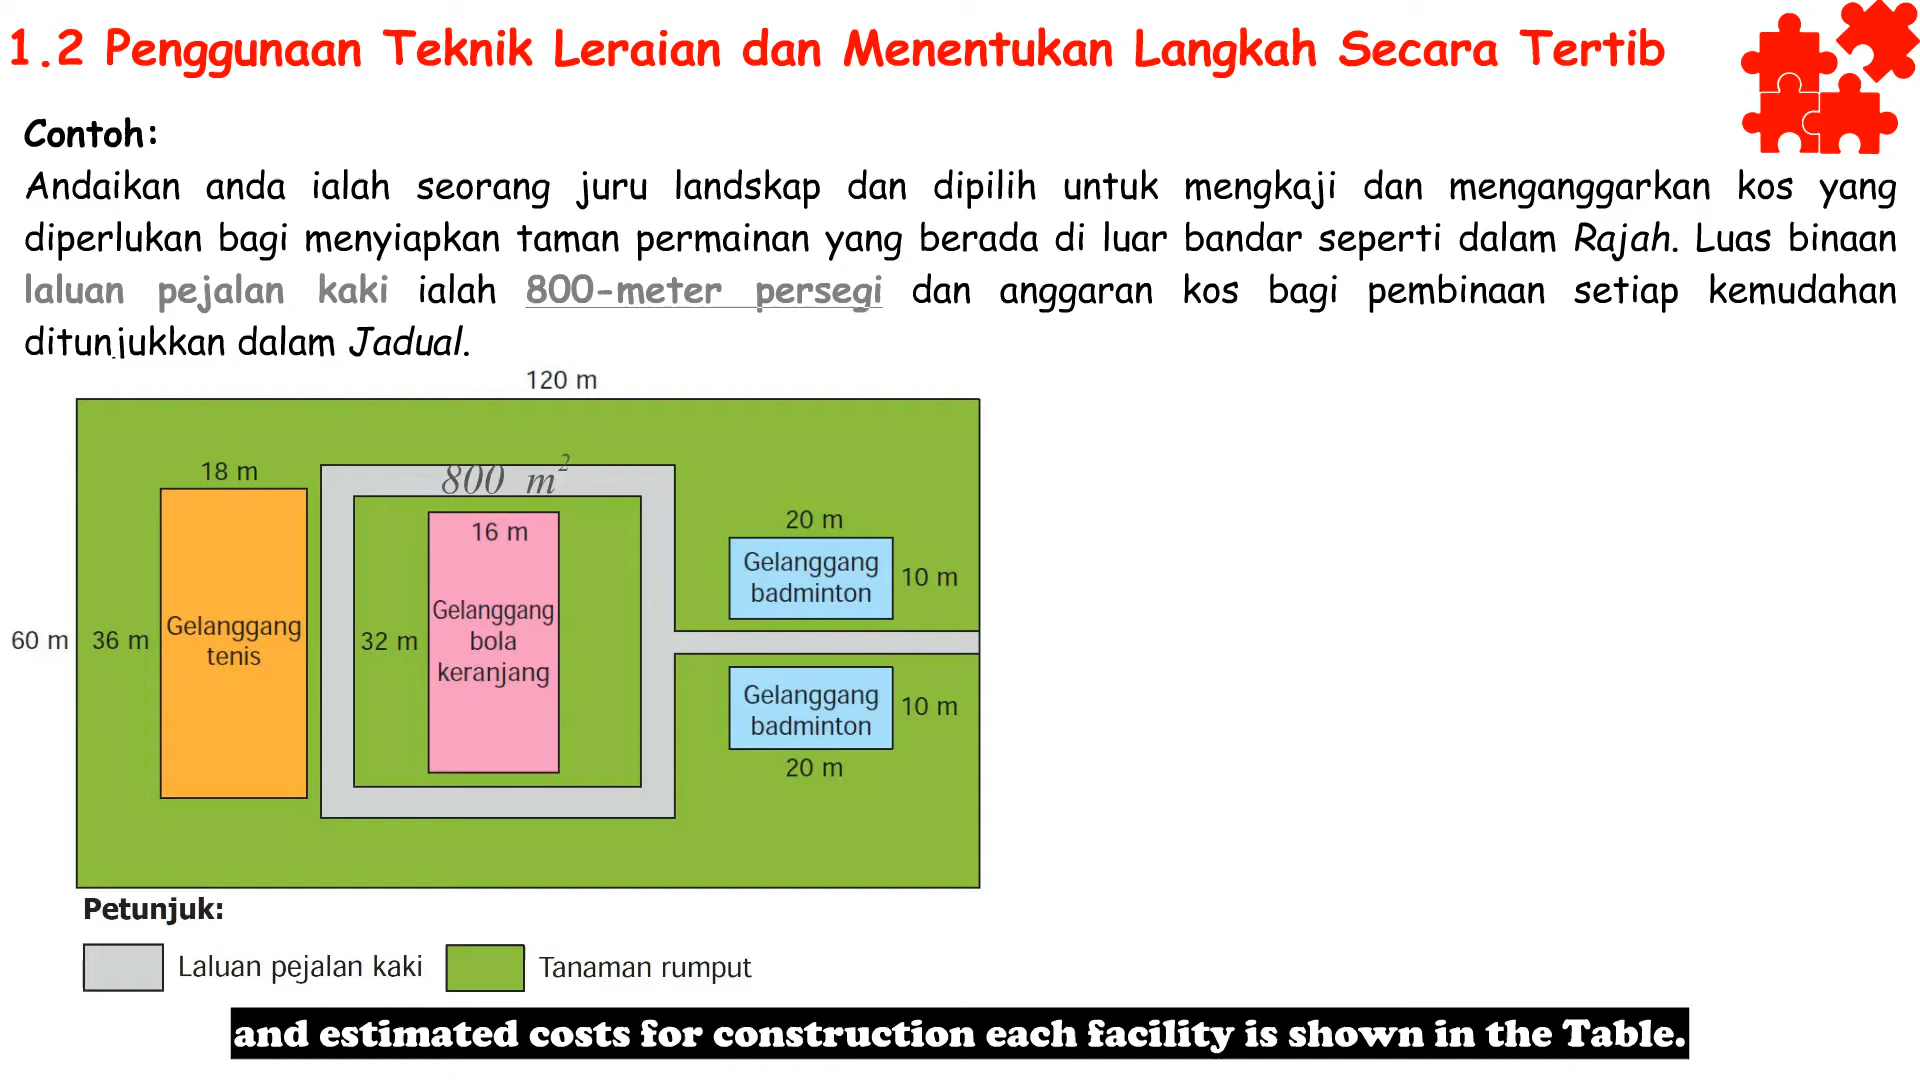 1.2 Penggunaan Teknik Leraian dan Menentukan Langkah Secara Tertib
Contoh:
Andaikan anda ialah seorang juru landskap dan dipilih untuk mengkaji dan menganggarkan kos yang
diperlukan bagi menyiapkan taman permainan yang berada di luar bandar seperti dalam Rajah. Luas binaan
laluan pejalan kaki ialah 800-meter persegi dan anggaran kos bagi pembinaan setiap kemudahan
ditunjukkan dalam Jadual.
120 m
18 m
800 m²
16 m
20 m
Gelanggang
badminton
10 m
60 m
36 m
Gelanggang
tenis
32 m
Gelanggang
bola
keranjang
Gelanggang
badminton
10 m
20 m
Petunjuk:
Laluan pejalan kaki
Tanaman rumput
and estimated costs for construction each facility is shown in the Table.